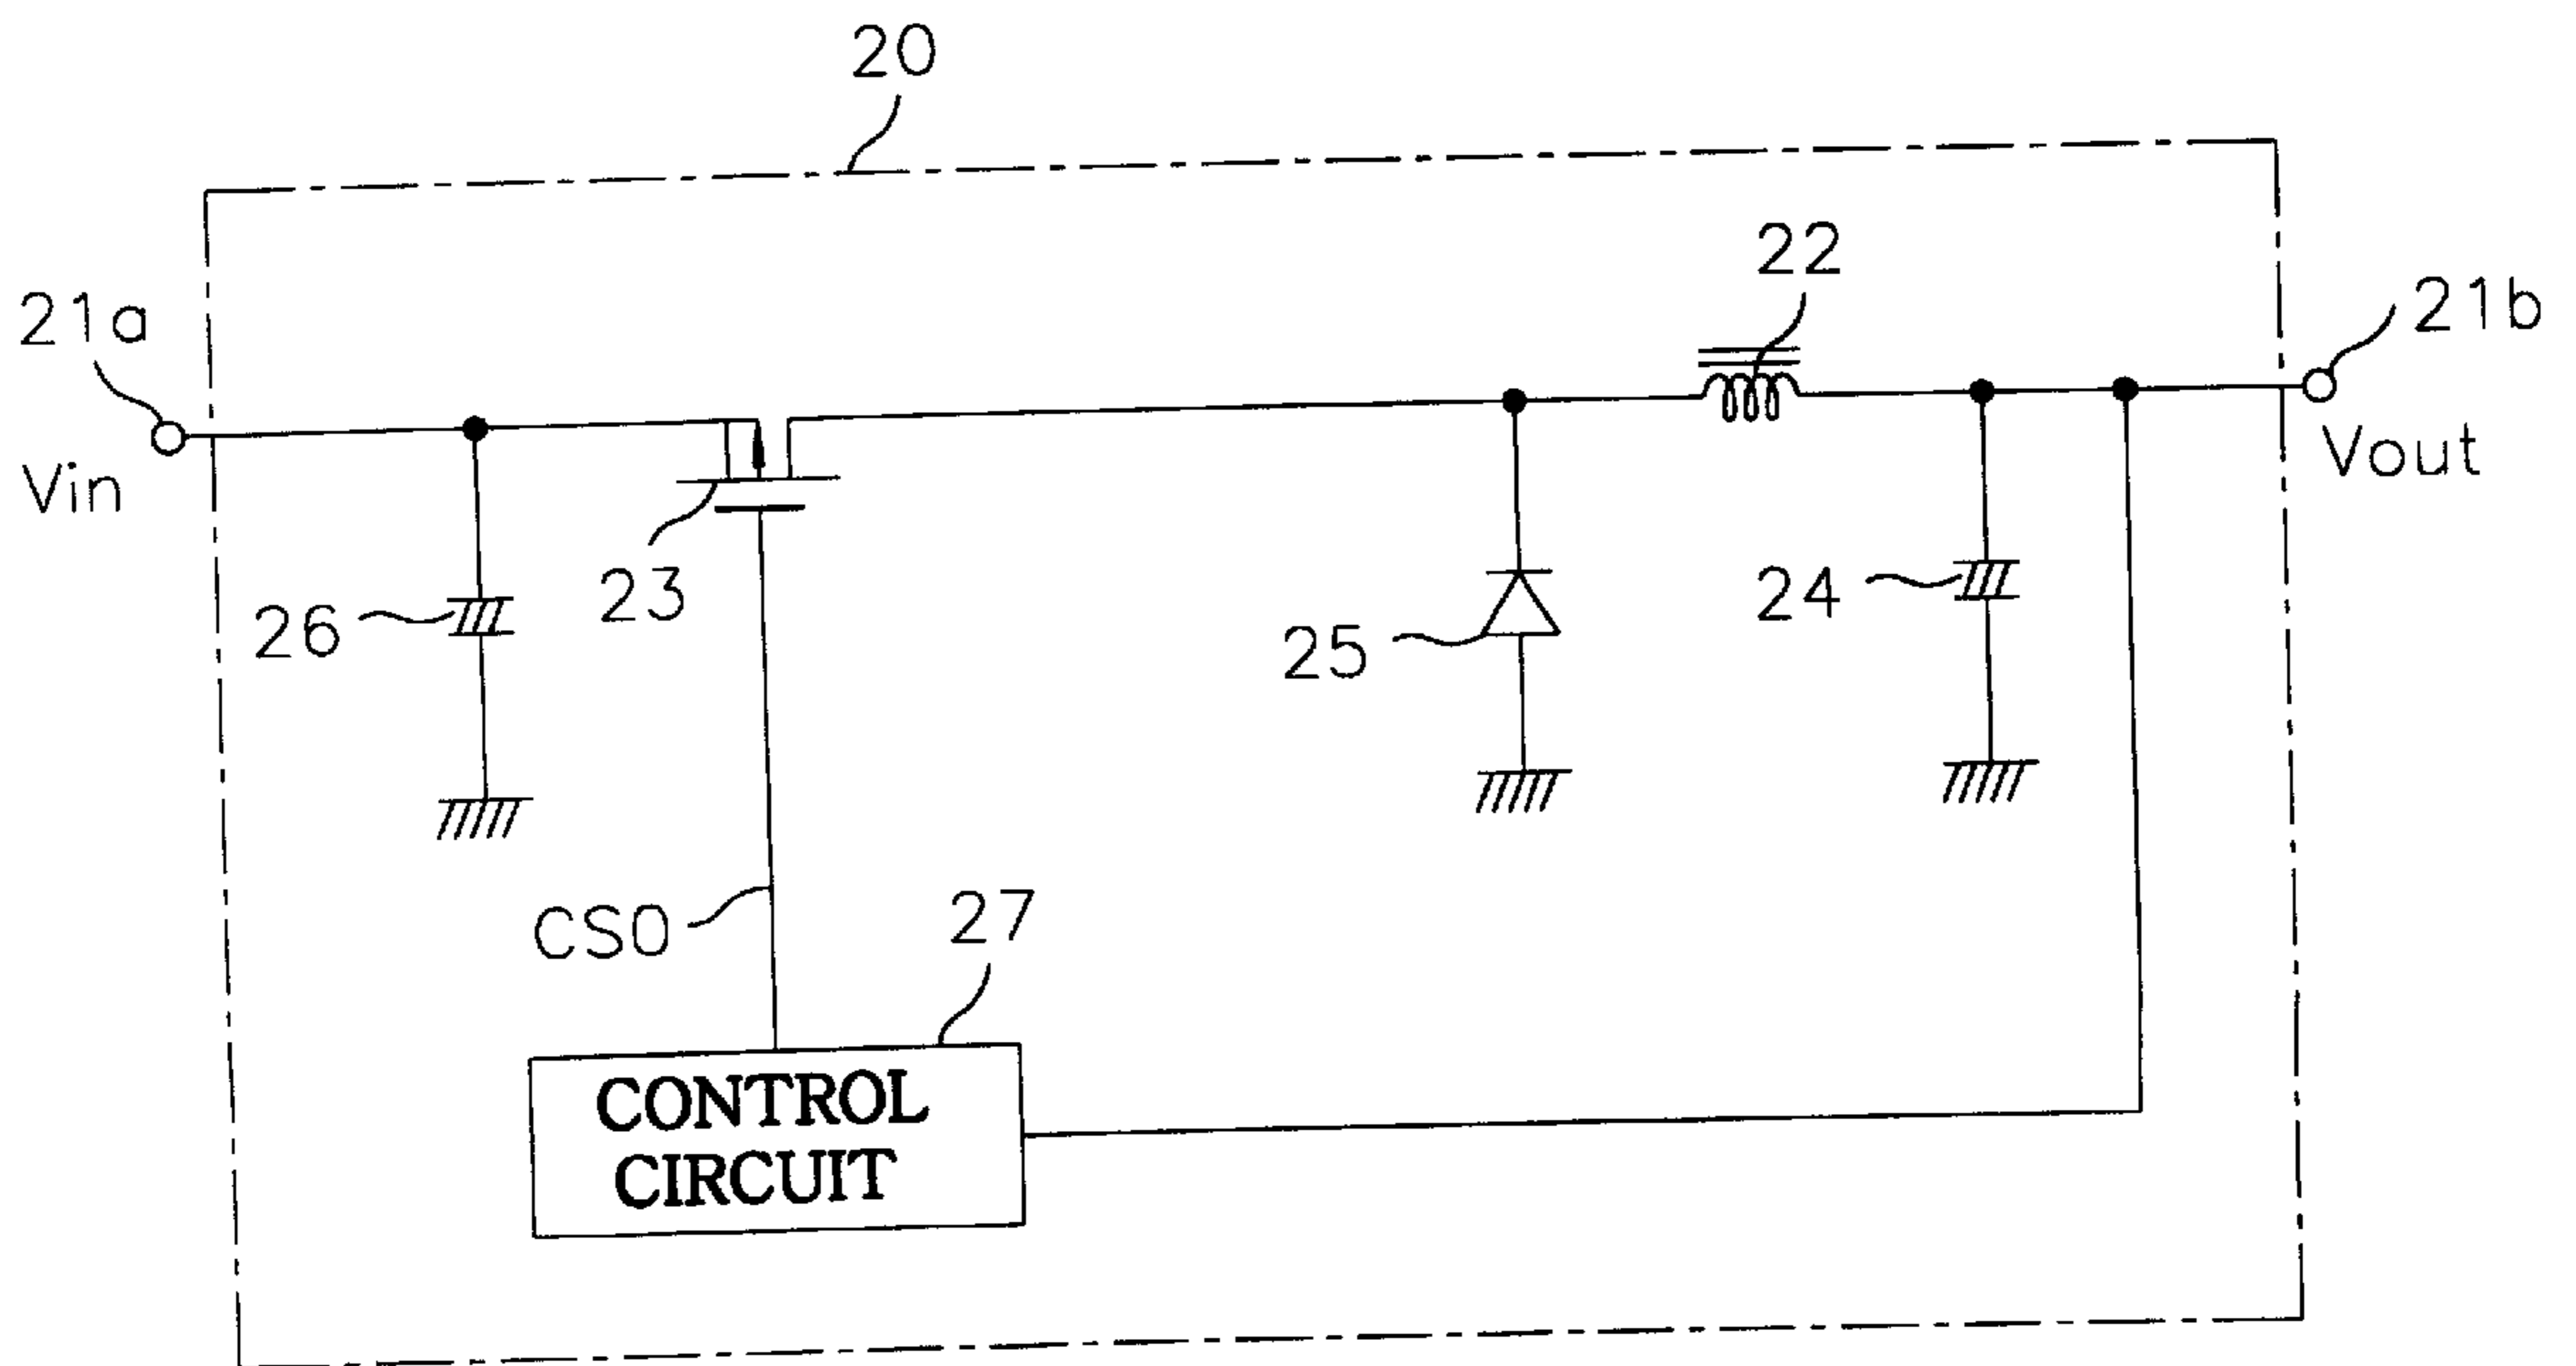 20
22
21a
21b
Vin
Vout
23
26
25
24
CS0
27
CONTROL
CIRCUIT